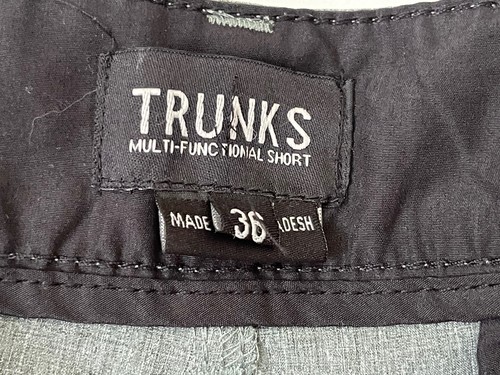 TRUNKS
MULTI-FUNCTIONAL SHORT
MADE 36 ADESH